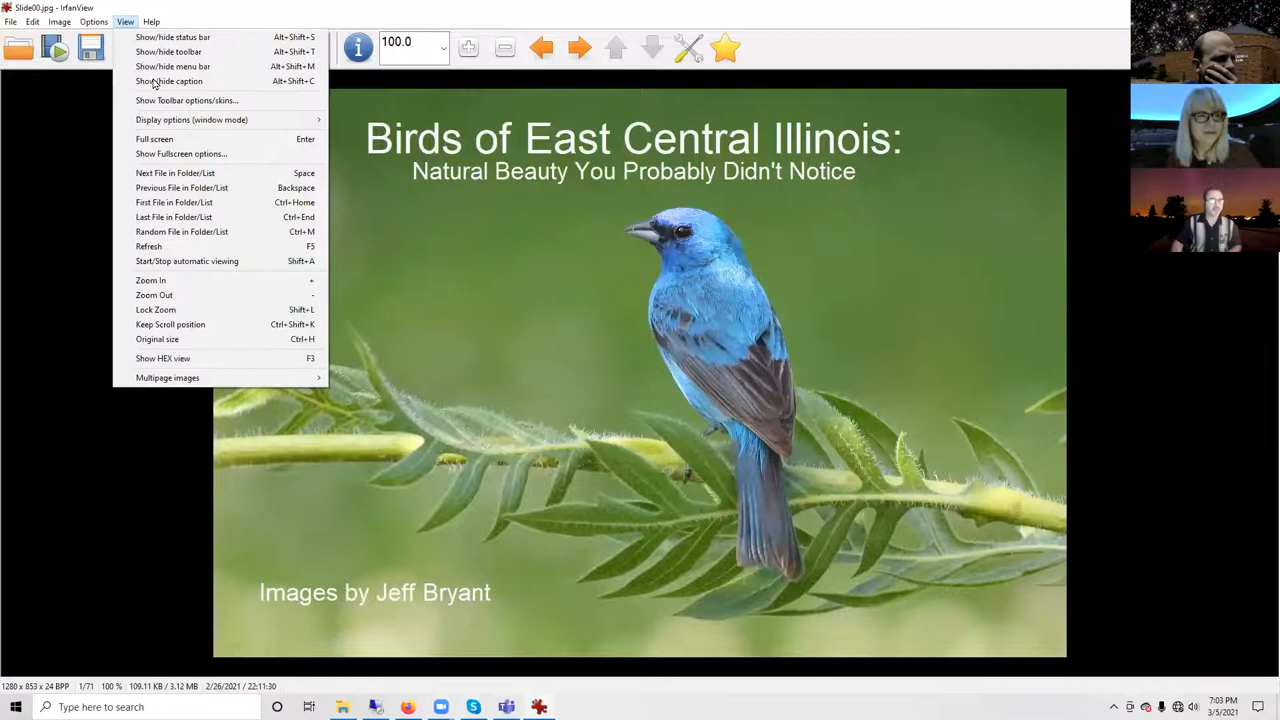 Slide00.jpg - IrfanView
File Edit Image Options View Help
100.0
Show/hide status bar Alt+Shift+S
Show/hide toolbar Alt+Shift+T
Show/hide menu bar Alt+Shift+M
Show/hide caption Alt+Shift+C
Show Toolbar options/skins...
Display options (window mode)
Full screen Enter
Show Fullscreen options...
Next File in Folder/List Space
Previous File in Folder/List Backspace
First File in Folder/List Ctrl+Home
Last File in Folder/List Ctrl+End
Random File in Folder/List Ctrl+M
Refresh F5
Start/Stop automatic viewing Shift+A
Zoom In +
Zoom Out -
Lock Zoom Shift+L
Keep Scroll position Ctrl+Shift+K
Original size Ctrl+H
Show HEX view F3
Multipage images
Birds of East Central Illinois:
Natural Beauty You Probably Didn't Notice
Images by Jeff Bryant
1280 x 853 x 24 BPP 1/71 100 % 109.11 KB / 3.12 MB 2/26/2021 / 22:11:30
Type here to search
7:03 PM
3/5/2021